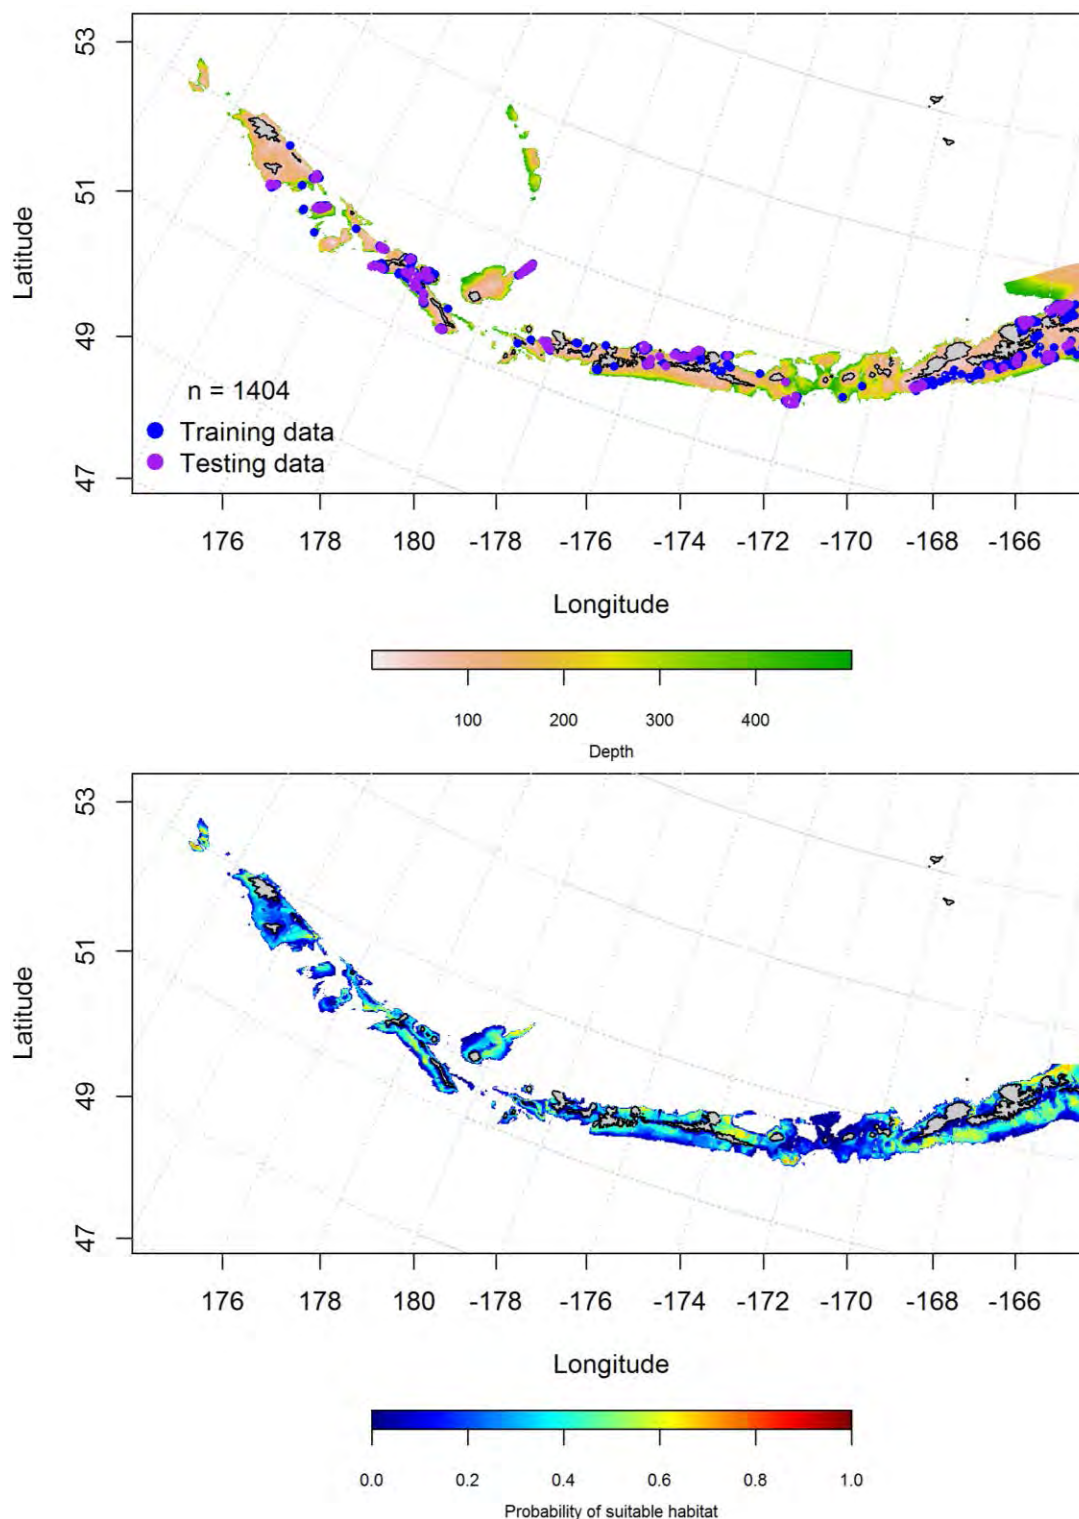 53
51
49
47
Latitude
n = 1404
Training data
Testing data
176 178 180 -178 -176 -174 -172 -170 -168 -166
Longitude
100 200 300 400
Depth
53
51
49
47
Latitude
176 178 180 -178 -176 -174 -172 -170 -168 -166
Longitude
0.0 0.2 0.4 0.6 0.8 1.0
Probability of suitable habitat